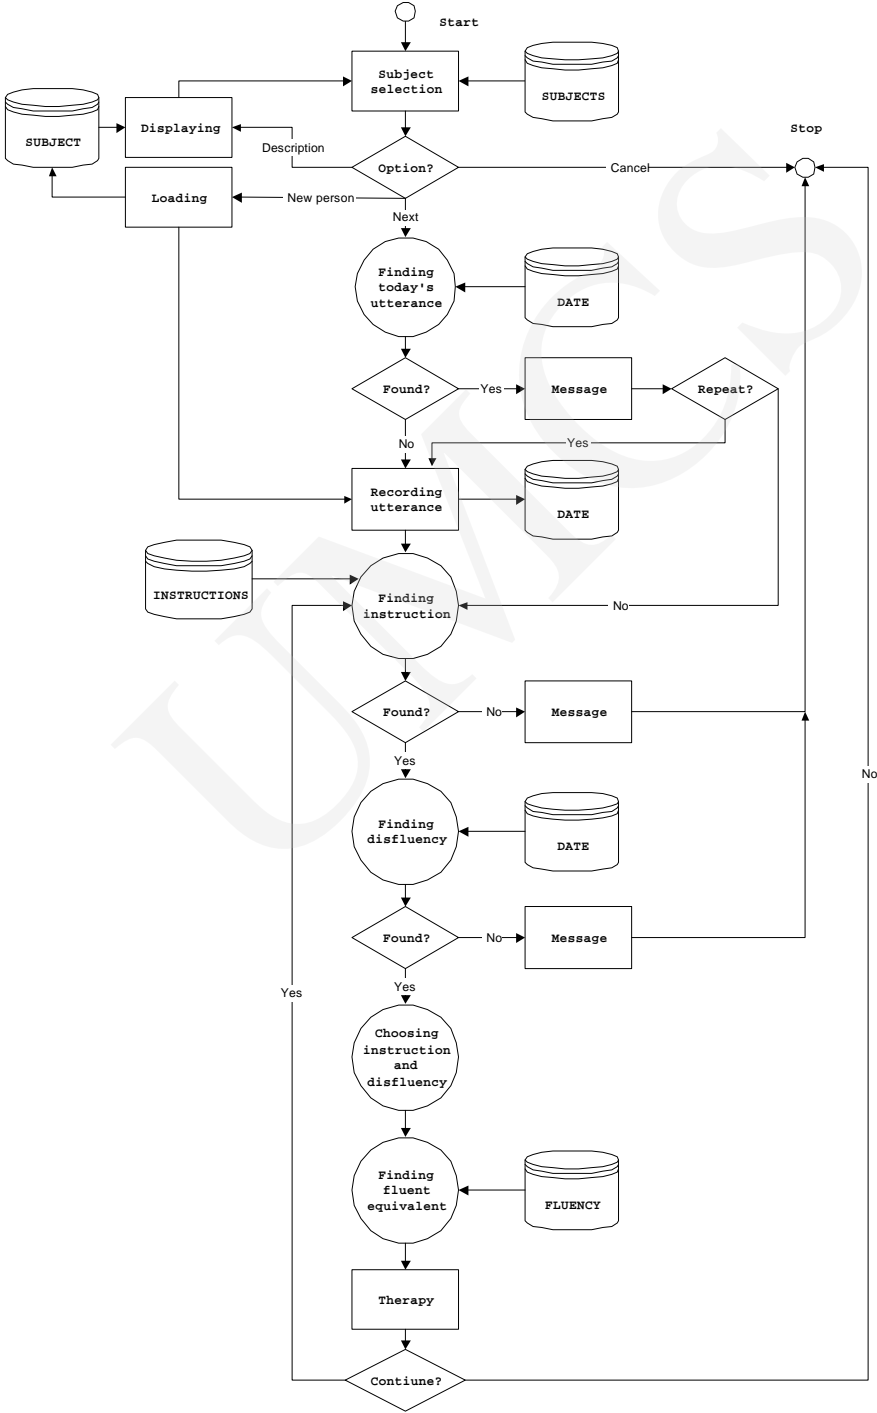 Start
Subject
selection
SUBJECTS
SUBJECT
Displaying
Description
Option?
Cancel
Stop
Loading
New person
Next
Finding
today's
utterance
DATE
Found?
Yes
Message
Repeat?
No
Yes
Recording
utterance
DATE
INSTRUCTIONS
Finding
instruction
No
Found?
No
Message
Yes
No
Finding
disfluency
DATE
Found?
No
Message
Yes
Yes
Choosing
instruction
and
disfluency
Finding
fluent
equivalent
FLUENCY
Therapy
Contiune?
UMCS